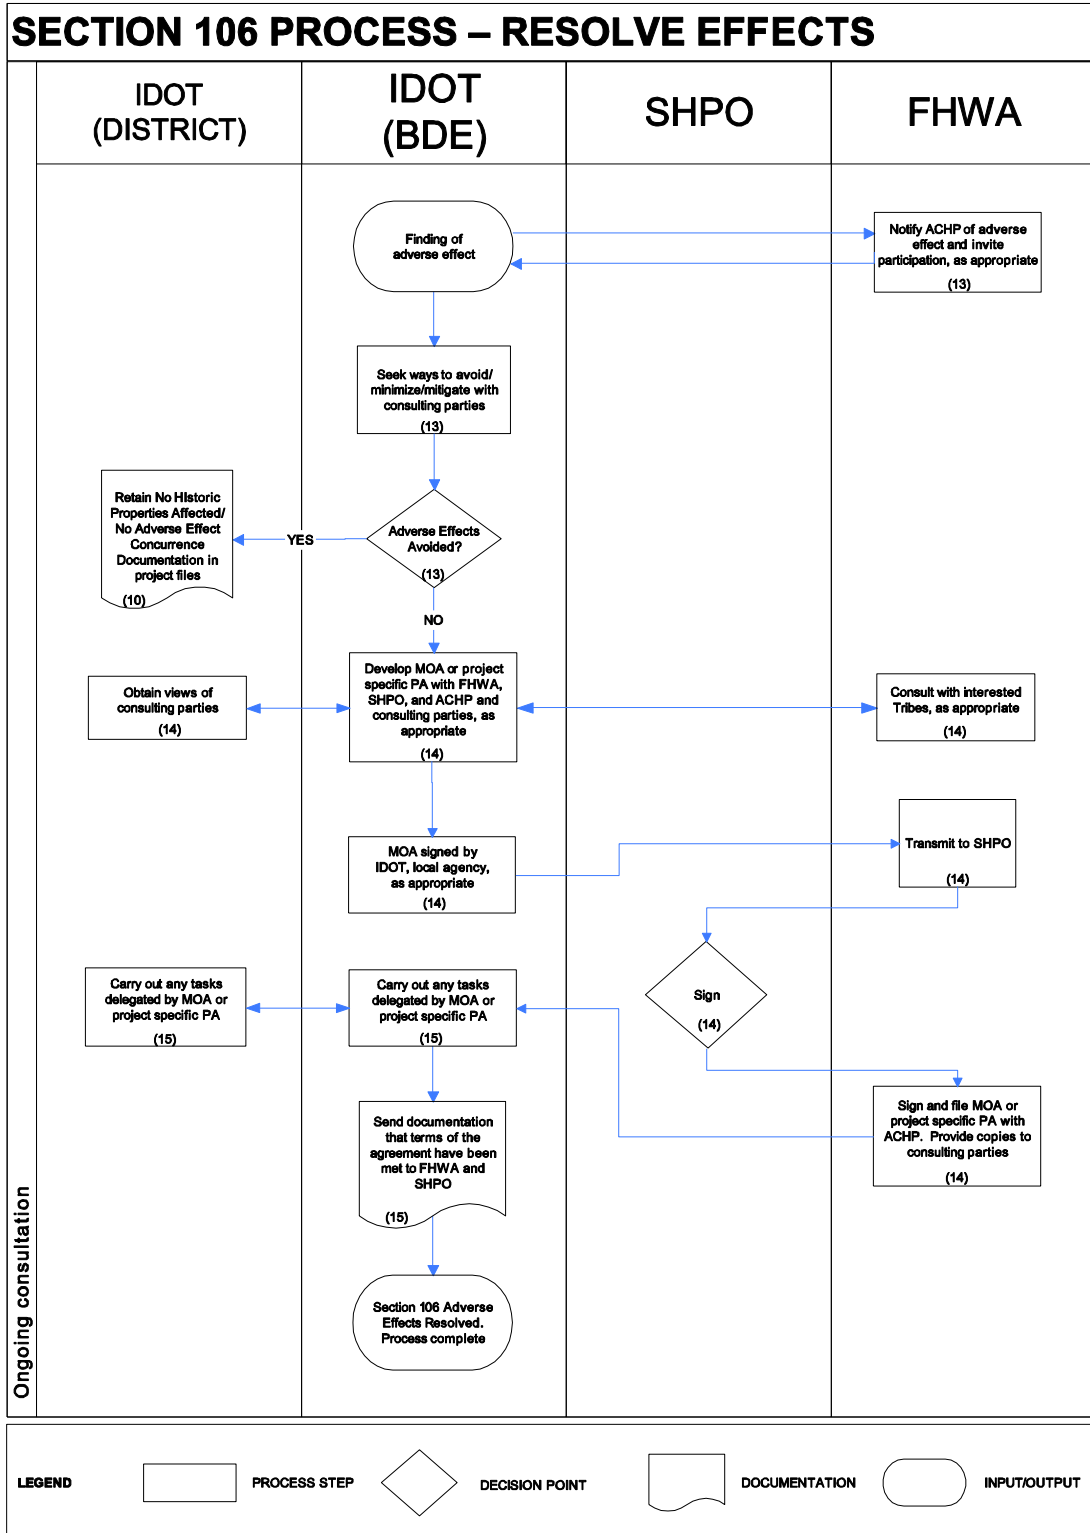 SECTION 106 PROCESS – RESOLVE EFFECTS
IDOT
(DISTRICT)
IDOT
(BDE)
SHPO
FHWA
Finding of
adverse effect
Notify ACHP of adverse
effect and invite
participation, as appropriate
(13)
Seek ways to avoid/
minimize/mitigate with
consulting parties
(13)
Retain No HIstoric
Properties Affected/
No Adverse Effect
Concurrence
Documentation in
project files
(10)
YES
Adverse Effects
Avoided?
(13)
NO
Obtain views of
consulting parties
(14)
Develop MOA or project
specific PA with FHWA,
SHPO, and ACHP and
consulting parties, as
appropriate
(14)
Consult with interested
Tribes, as appropriate
(14)
MOA signed by
IDOT, local agency,
as appropriate
(14)
Transmit to SHPO
(14)
Sign
(14)
Carry out any tasks
delegated by MOA or
project specific PA
(15)
Carry out any tasks
delegated by MOA or
project specific PA
(15)
Sign and file MOA or
project specific PA with
ACHP.  Provide copies to
consulting parties
(14)
Send documentation
that terms of the
agreement have been
met to FHWA and
SHPO
(15)
Section 106 Adverse
Effects Resolved.
Process complete
Ongoing consultation
LEGEND
PROCESS STEP
DECISION POINT
DOCUMENTATION
INPUT/OUTPUT